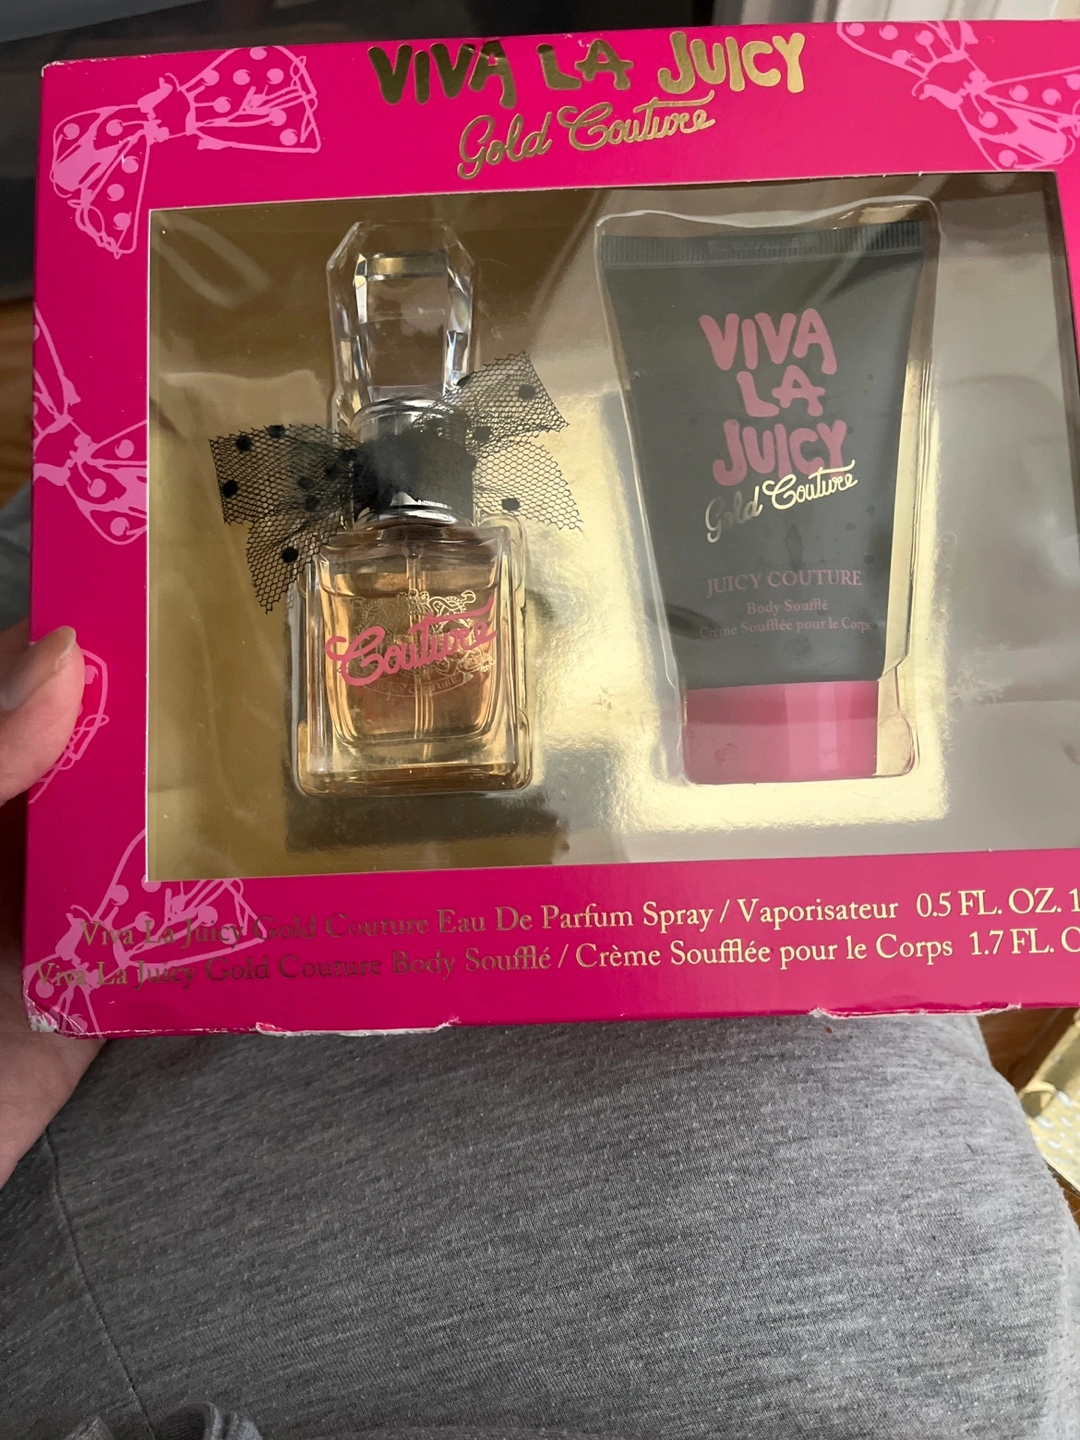 VIVA LA JUICY
Gold Couture
VIVA
LA
JUICY
Gold Couture
JUICY COUTURE
Body Soufflé
Crème Soufflée pour le Corps
Couture
COUTURE
Viva La Juicy Gold Couture Eau De Parfum Spray / Vaporisateur 0.5 FL. OZ. 1
Viva La Juicy Gold Couture Body Soufflé / Crème Soufflée pour le Corps 1.7 FL. O